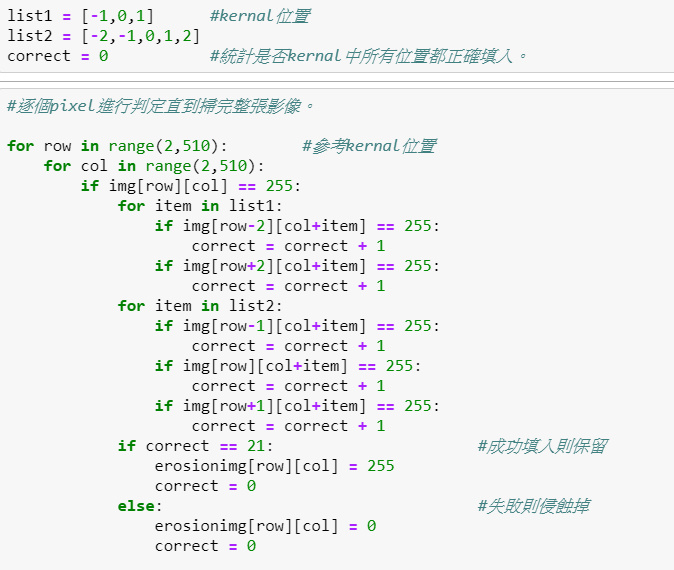 list1 = [-1,0,1]      #kernal位置
list2 = [-2,-1,0,1,2]
correct = 0           #統計是否kernal中所有位置都正確填入。
#逐個pixel進行判定直到掃完整張影像。
for row in range(2,510):        #參考kernal位置
    for col in range(2,510):
        if img[row][col] == 255:
            for item in list1:
                if img[row-2][col+item] == 255:
                    correct = correct + 1
                if img[row+2][col+item] == 255:
                    correct = correct + 1
            for item in list2:
                if img[row-1][col+item] == 255:
                    correct = correct + 1
                if img[row][col+item] == 255:
                    correct = correct + 1
                if img[row+1][col+item] == 255:
                    correct = correct + 1
            if correct == 21:                      #成功填入則保留
                erosionimg[row][col] = 255
                correct = 0
            else:                                  #失敗則侵蝕掉
                erosionimg[row][col] = 0
                correct = 0